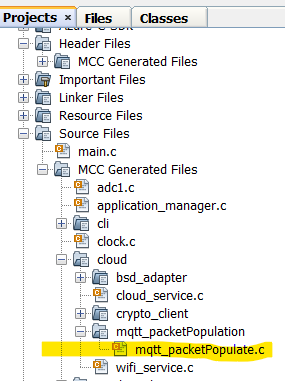 Projects × Files Classes
Header Files
MCC Generated Files
Important Files
Linker Files
Resource Files
Source Files
main.c
MCC Generated Files
adc1.c
application_manager.c
cli
clock.c
cloud
bsd_adapter
cloud_service.c
crypto_client
mqtt_packetPopulation
mqtt_packetPopulate.c
wifi_service.c